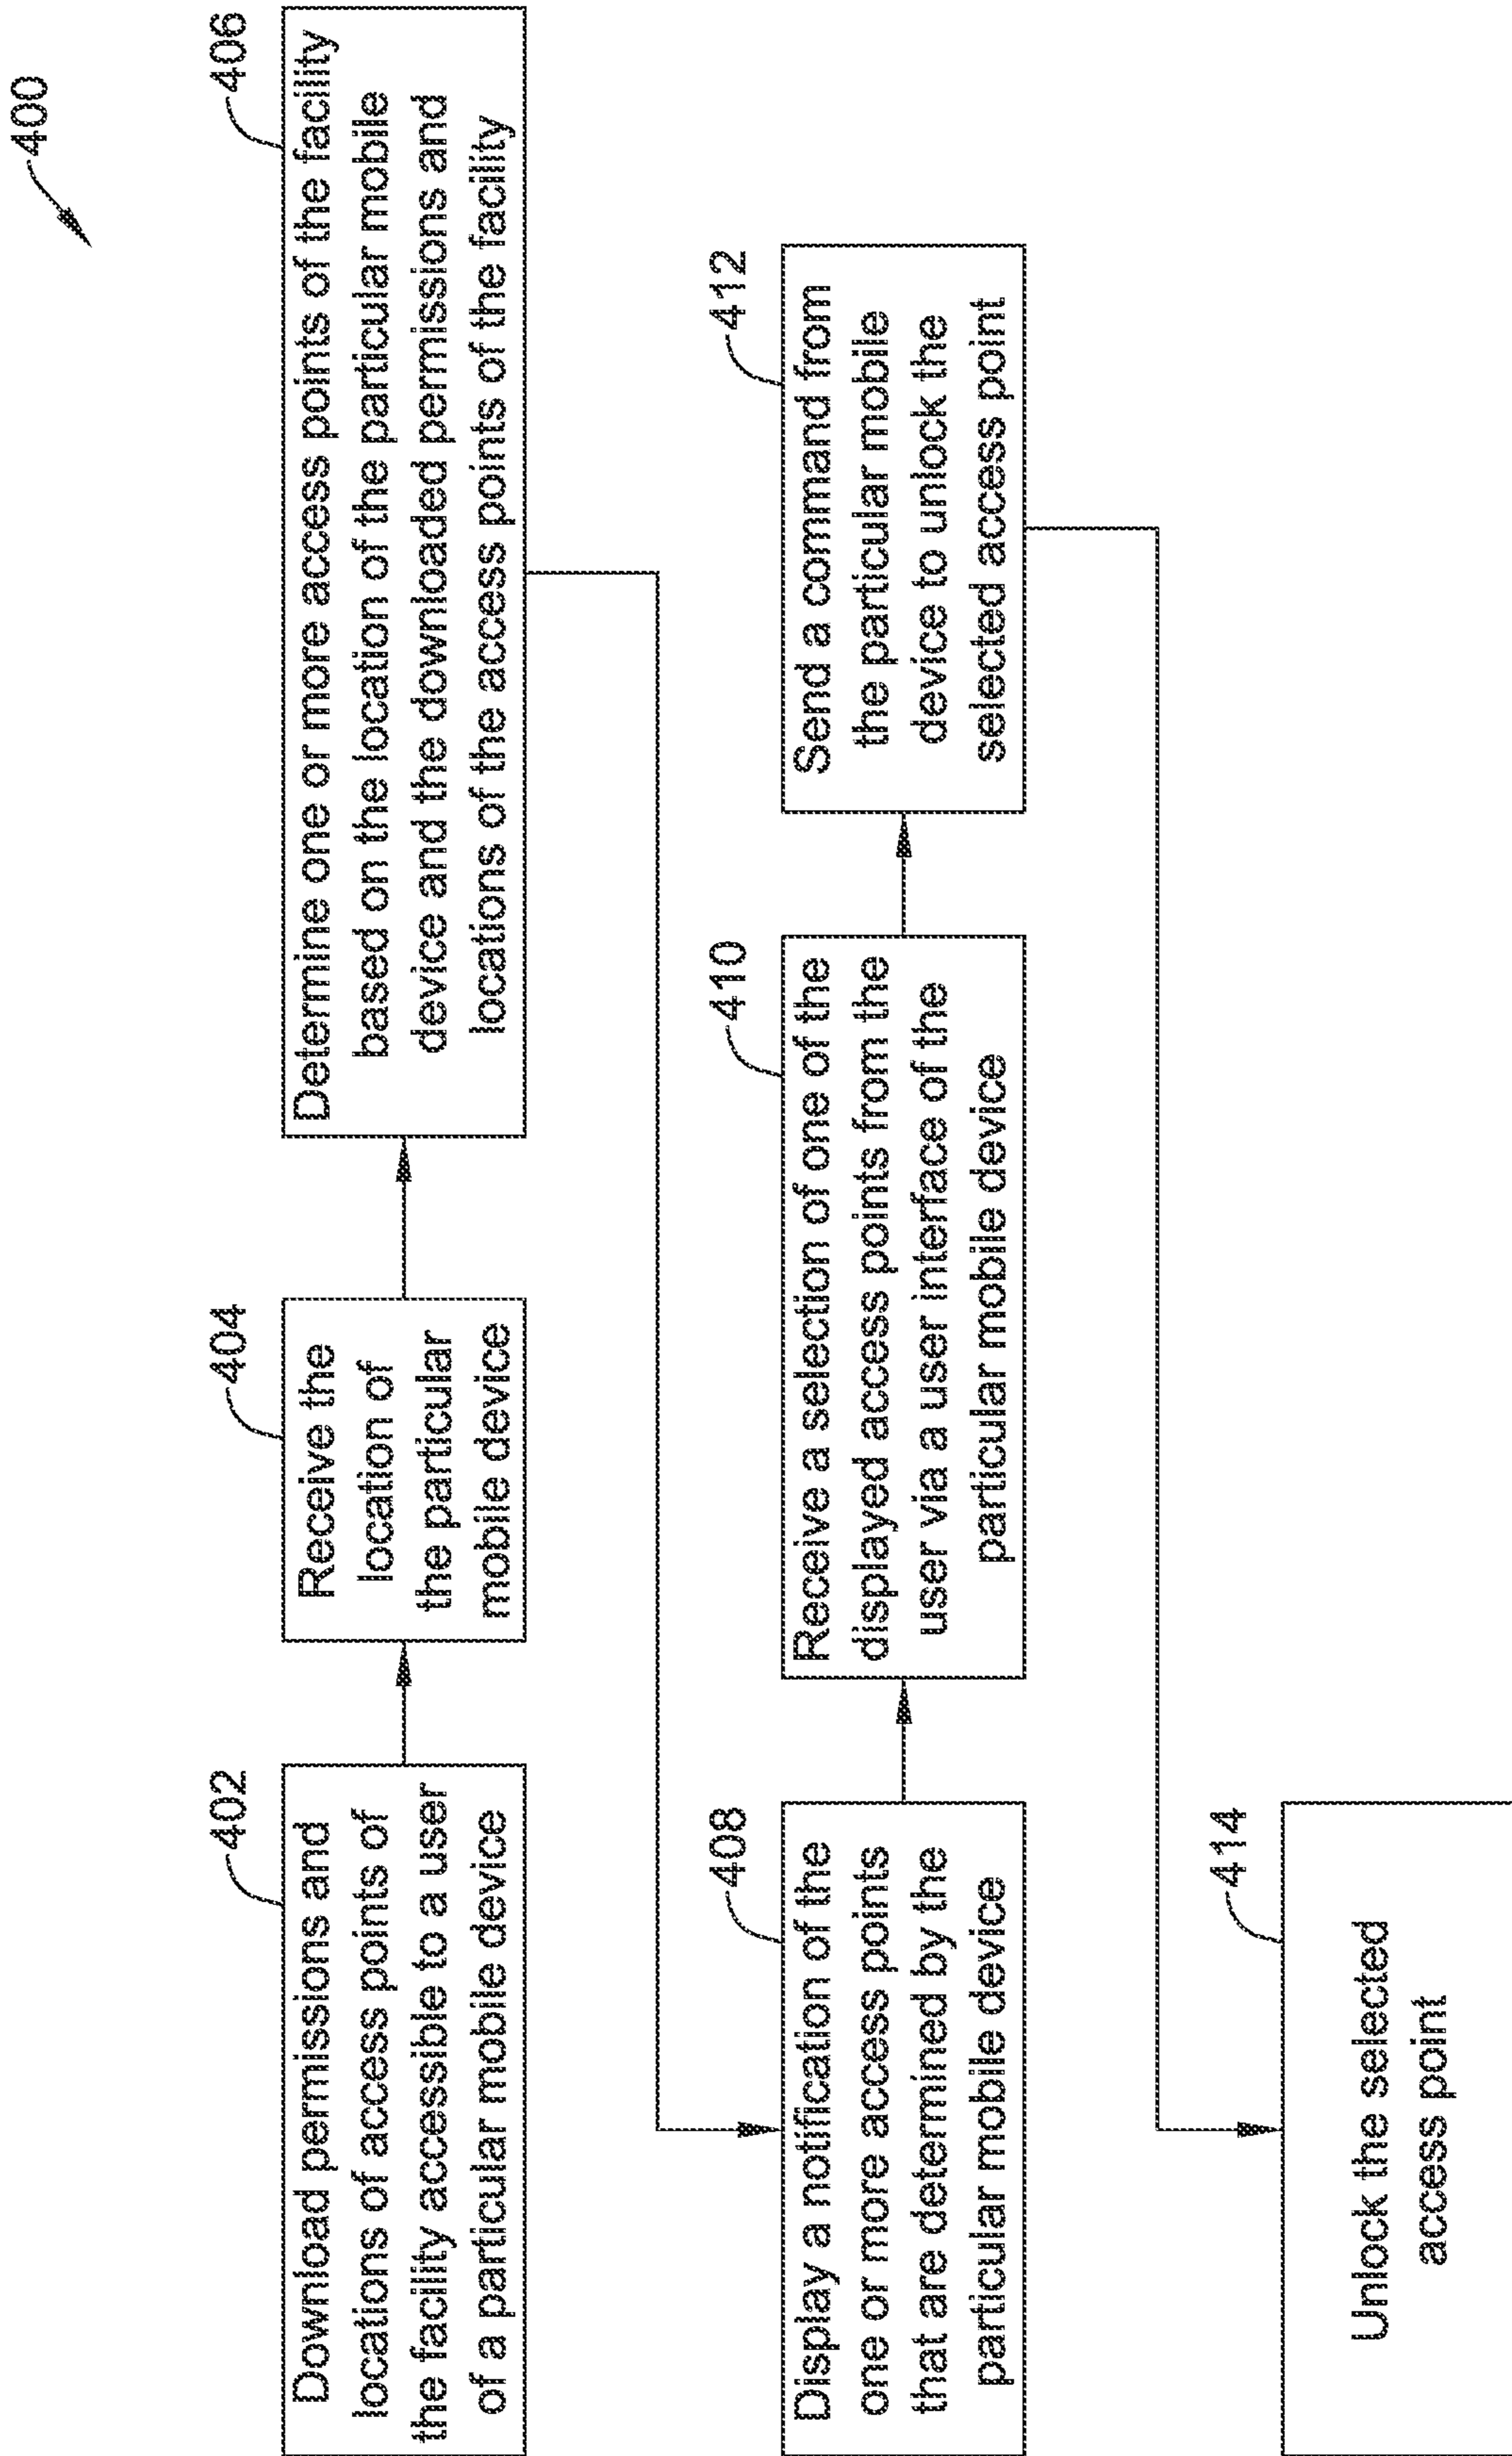 400
402
Download permissions and
locations of access points of
the facility accessible to a user
of a particular mobile device
404
Receive the
location of
the particular
mobile device
406
Determine one or more access points of the facility
based on the location of the particular mobile
device and the downloaded permissions and
locations of the access points of the facility
408
Display a notification of the
one or more access points
that are determined by the
particular mobile device
410
Receive a selection of one of the
displayed access points from the
user via a user interface of the
particular mobile device
412
Send a command from
the particular mobile
device to unlock the
selected access point
414
Unlock the selected
access point